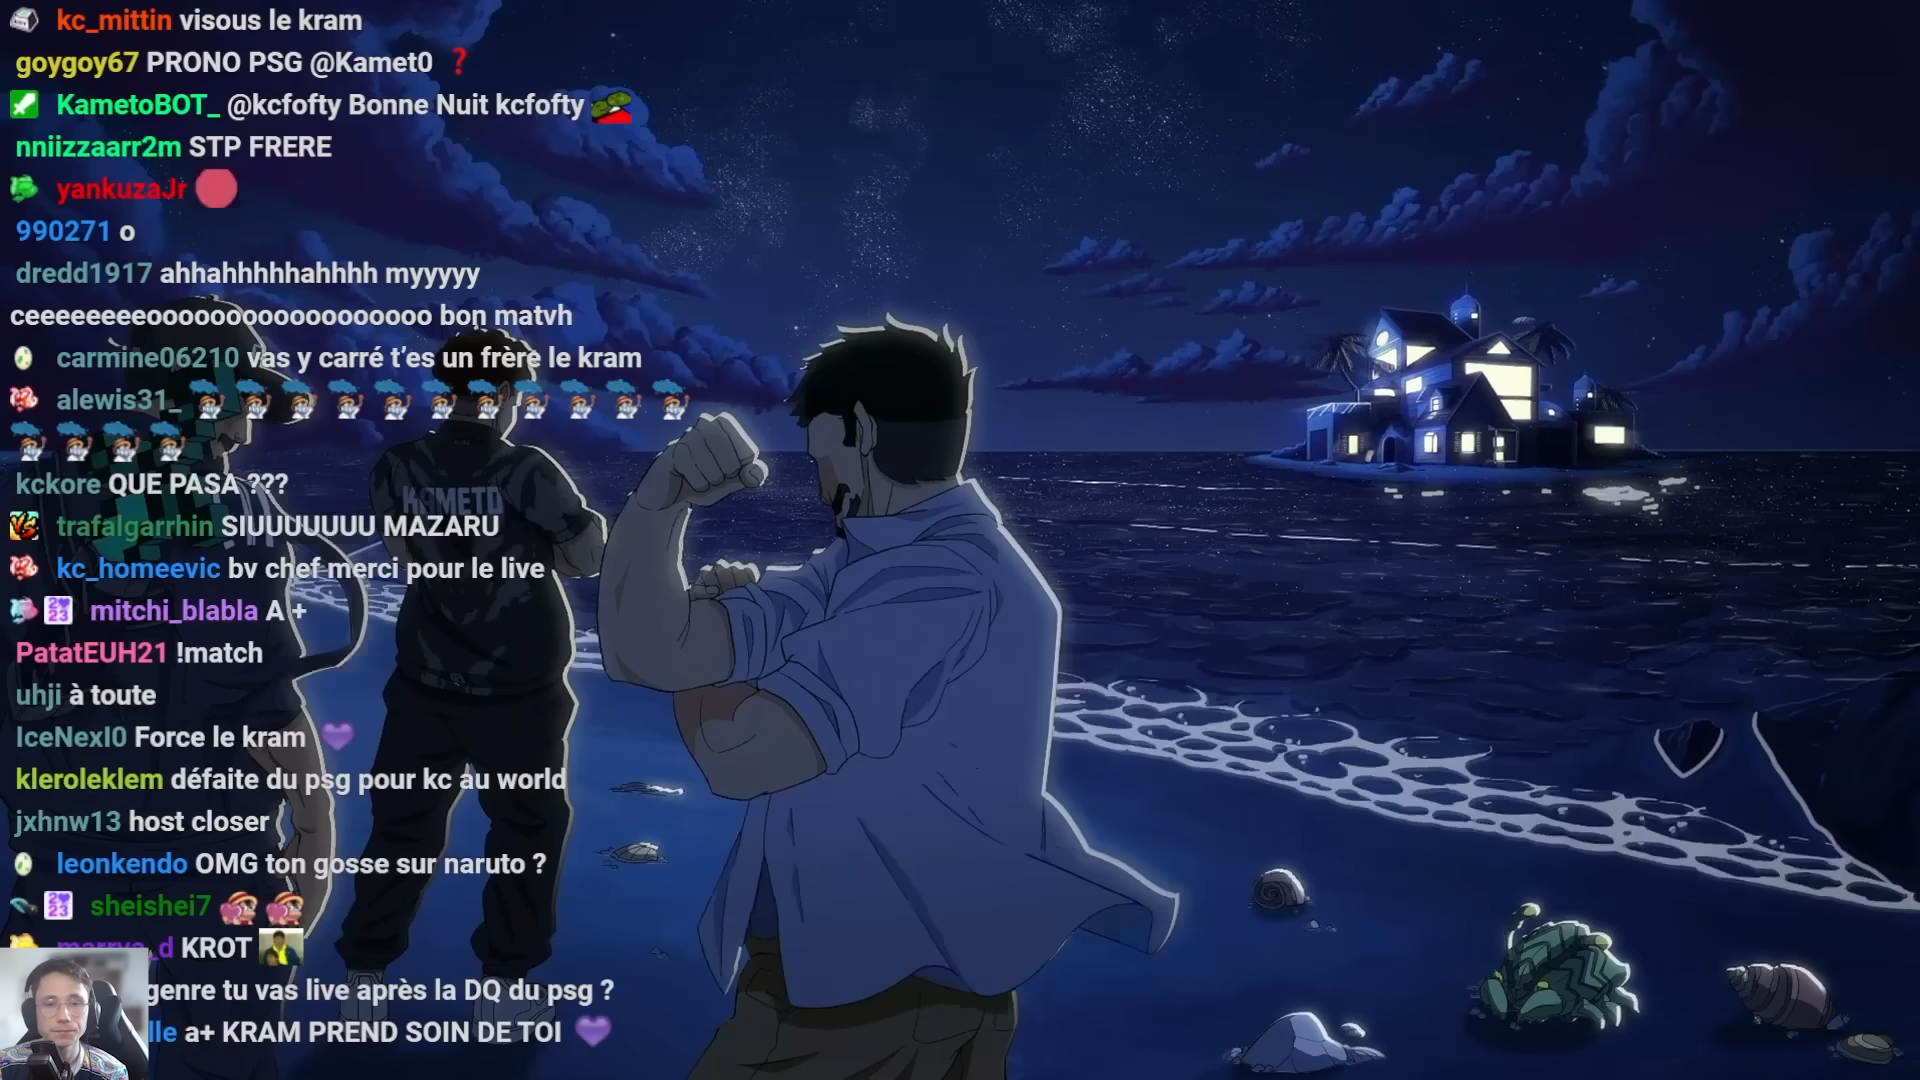 kc_mittin visous le kram
goygoy67 PRONO PSG @Kamet0 ❓
KametoBOT_ @kcfofty Bonne Nuit kcfofty
nniizzaarr2m STP FRERE
yankuzaJr
990271 o
dredd1917 ahhahhhhhahhhh myyyyy
ceeeeeeeeoooooooooooooooooo bon matvh
carmine06210 vas y carré t’es un frère le kram
alewis31_
kckore QUE PASA ???
KAMETO
trafalgarrhin SIUUUUUUU MAZARU
kc_homeevic bv chef merci pour le live
mitchi_blabla A +
PatatEUH21 !match
uhji à toute
IceNexI0 Force le kram 💜
kleroleklem défaite du psg pour kc au world
jxhnw13 host closer
leonkendo OMG ton gosse sur naruto ?
sheishei7
KROT
genre tu vas live après la DQ du psg ?
lle a+ KRAM PREND SOIN DE TOI 💜